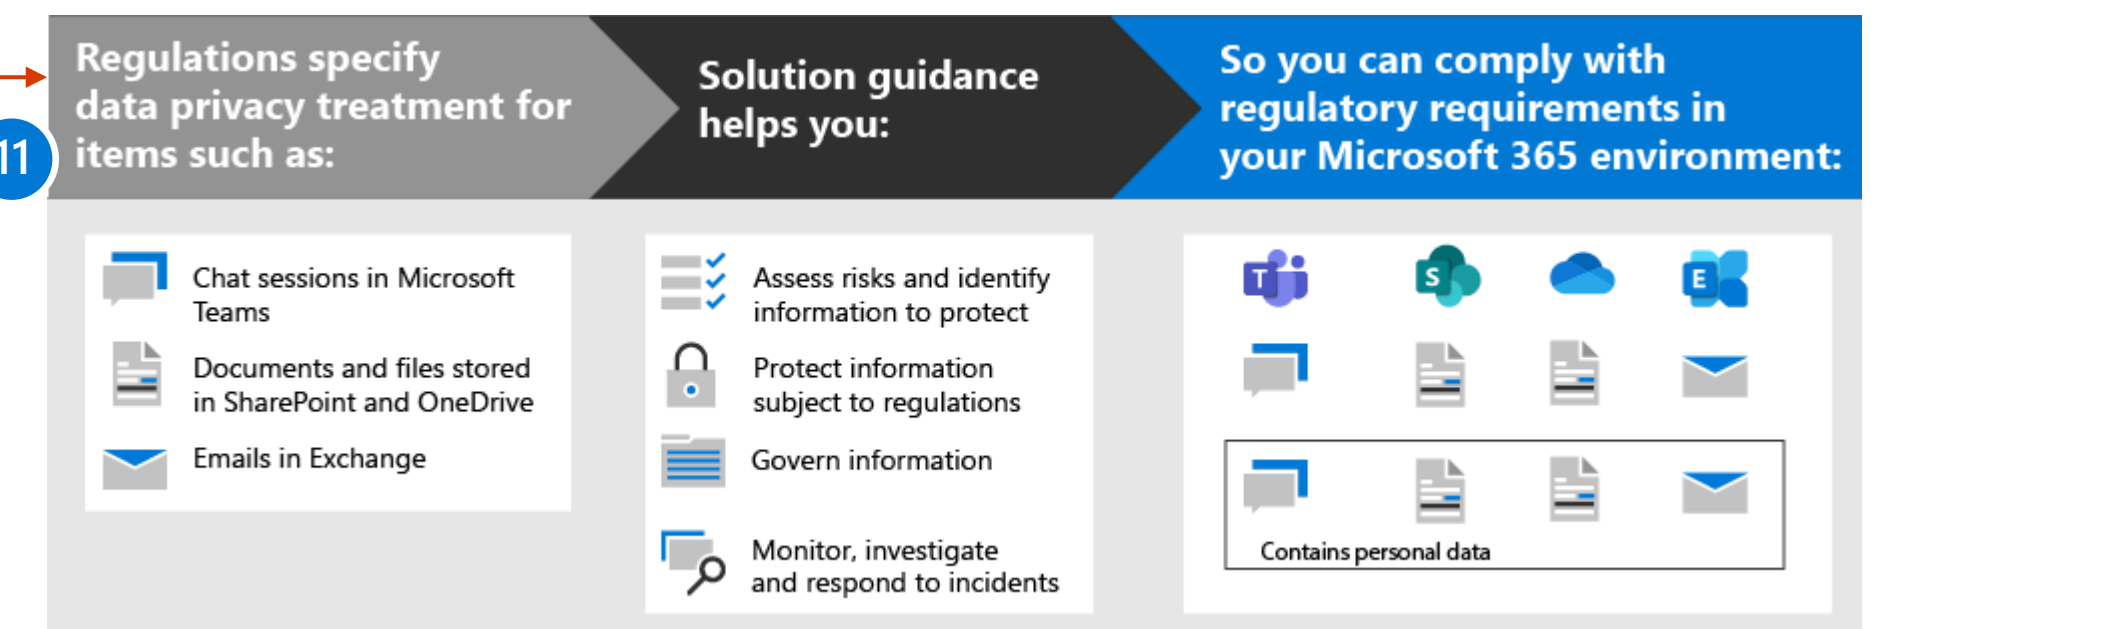 Regulations specify
data privacy treatment for
items such as:
Solution guidance
helps you:
So you can comply with
regulatory requirements in
your Microsoft 365 environment:
11
Chat sessions in Microsoft
Teams
Documents and files stored
in SharePoint and OneDrive
Emails in Exchange
Assess risks and identify
information to protect
Protect information
subject to regulations
Govern information
Monitor, investigate
and respond to incidents
T
S
E
Contains personal data